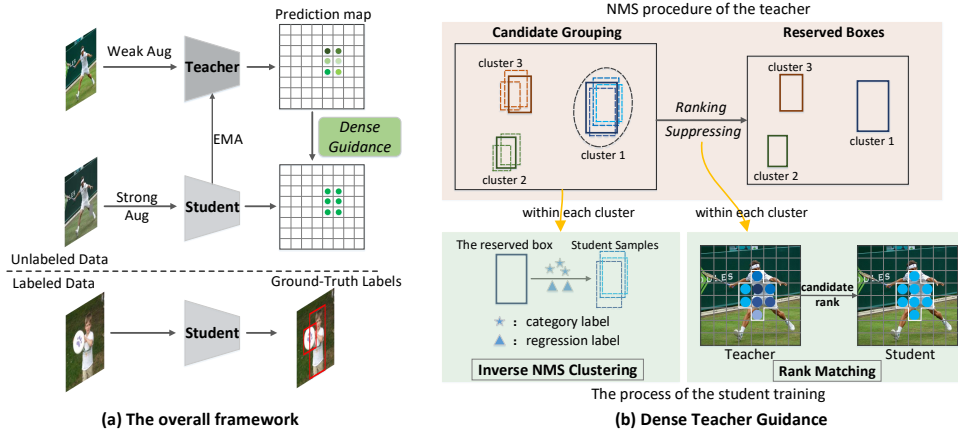 Prediction map
Weak Aug
Teacher
Dense
Guidance
EMA
Strong
Aug
Student
Unlabeled Data
Labeled Data
Ground-Truth Labels
Student
(a) The overall framework
NMS procedure of the teacher
Candidate Grouping
Reserved Boxes
cluster 3
cluster 1
cluster 2
Ranking
Suppressing
cluster 3
cluster 1
cluster 2
within each cluster
within each cluster
The reserved box
Student Samples
: category label
: regression label
Inverse NMS Clustering
candidate
rank
Teacher
Student
Rank Matching
The process of the student training
(b) Dense Teacher Guidance